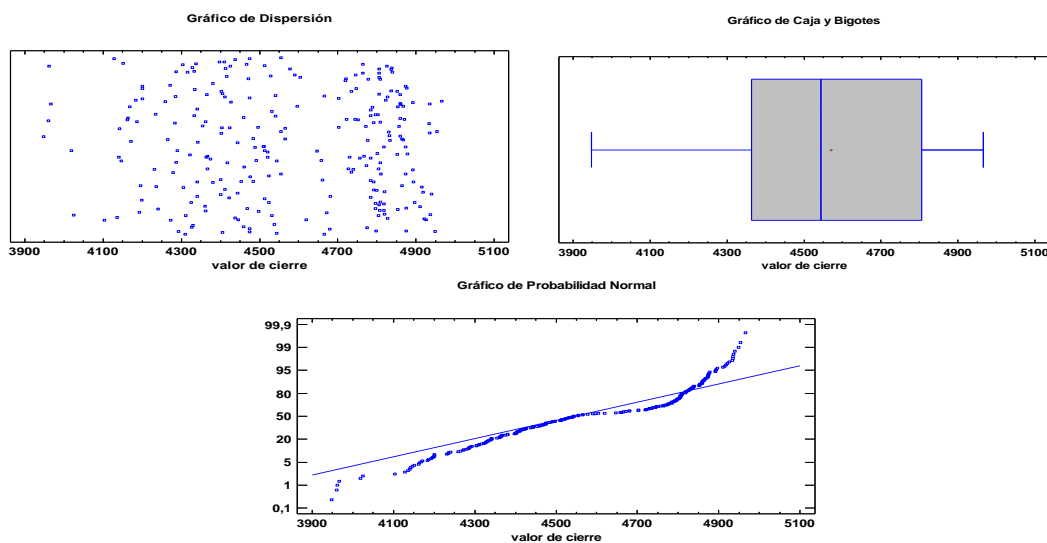 Gráfico de Dispersión
3900 4100 4300 4500 4700 4900 5100
valor de cierre
Gráfico de Caja y Bigotes
3900 4100 4300 4500 4700 4900 5100
valor de cierre
Gráfico de Probabilidad Normal
99,9
99
95
80
50
20
5
1
0,1
3900 4100 4300 4500 4700 4900 5100
valor de cierre